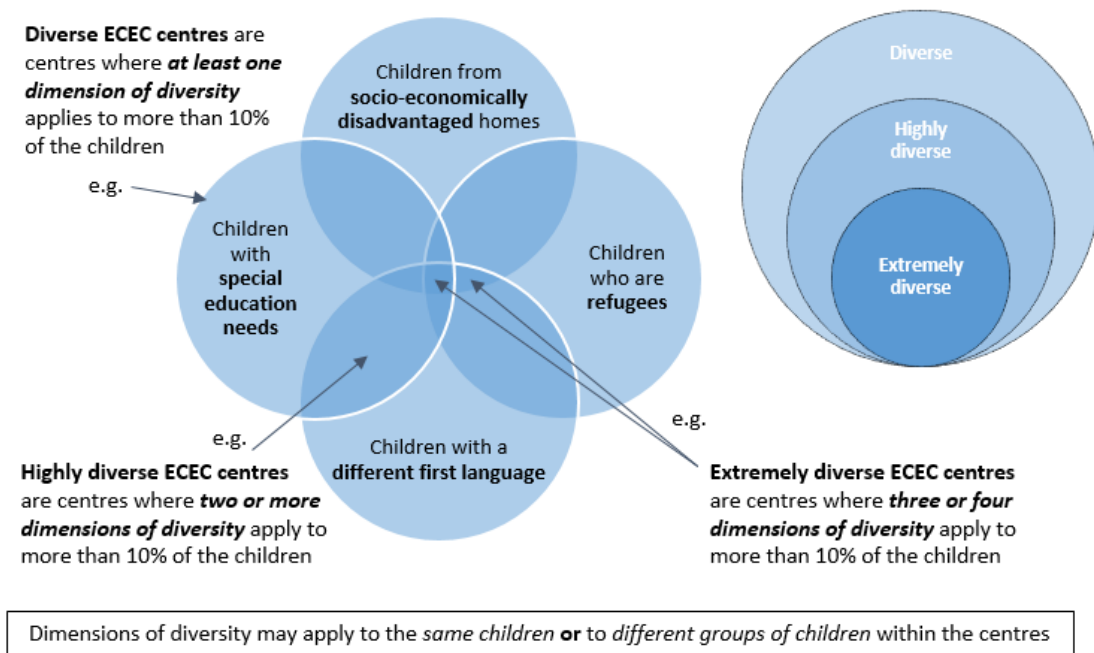 Diverse ECEC centres are
centres where at least one
dimension of diversity
applies to more than 10%
of the children
e.g.
Children from
socio-economically
disadvantaged homes
Children
with
special
education
needs
Children
who are
refugees
Children with a
different first language
e.g.
Highly diverse ECEC centres
are centres where two or more
dimensions of diversity apply to
more than 10% of the children
e.g.
Extremely diverse ECEC centres
are centres where three or four
dimensions of diversity apply to
more than 10% of the children
Diverse
Highly
diverse
Extremely
diverse
Dimensions of diversity may apply to the same children or to different groups of children within the centres